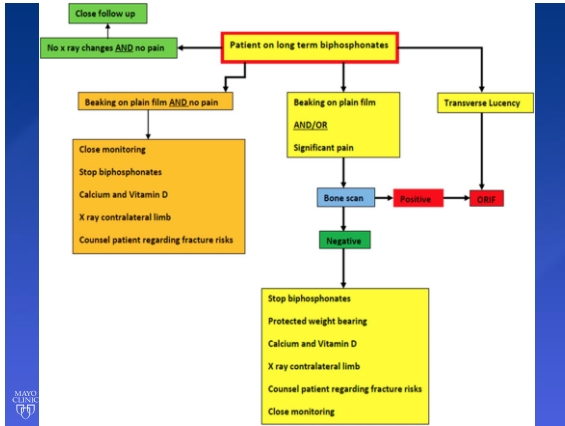 Close follow up
No x ray changes AND no pain
Patient on long term biphosphonates
Beaking on plain film AND no pain
Beaking on plain film
AND/OR
Significant pain
Transverse Lucency
Close monitoring
Stop biphosphonates
Calcium and Vitamin D
X ray contralateral limb
Counsel patient regarding fracture risks
Bone scan
Positive
ORIF
Negative
Stop biphosphonates
Protected weight bearing
Calcium and Vitamin D
X ray contralateral limb
Counsel patient regarding fracture risks
Close monitoring
MAYO
CLINIC